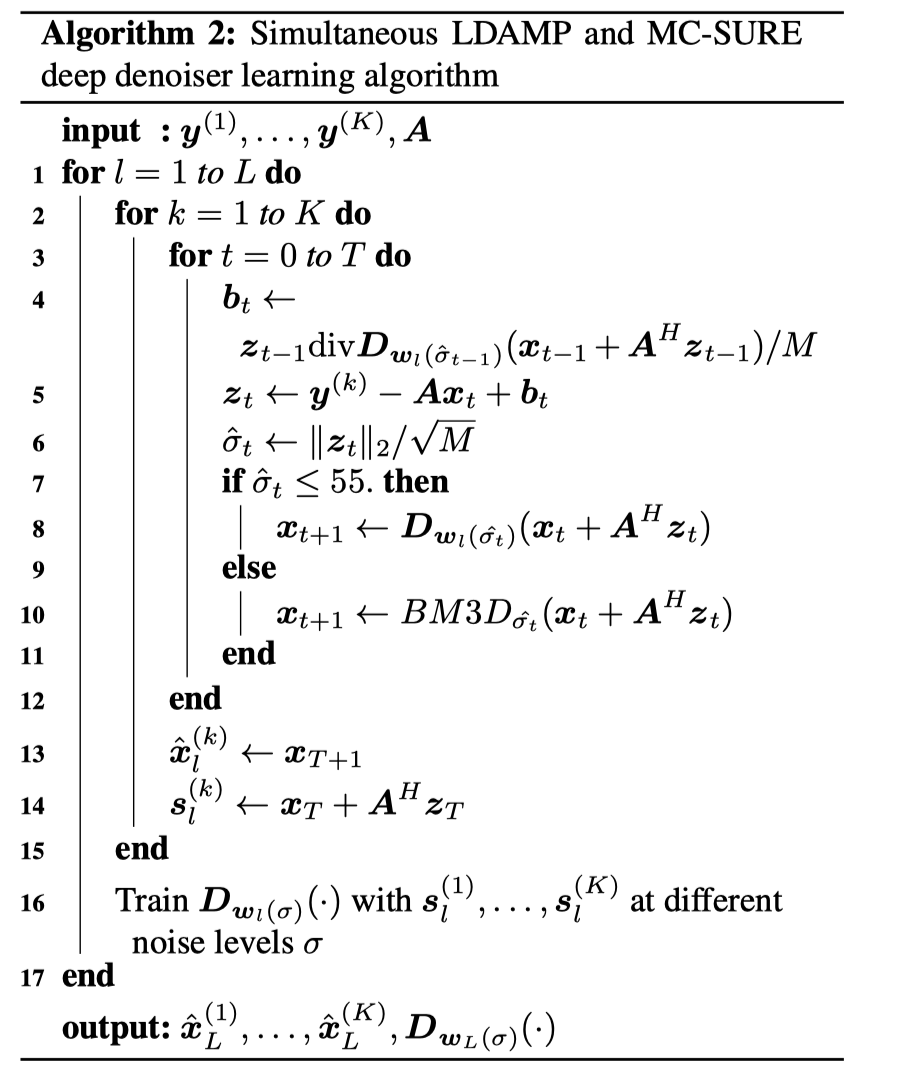 Algorithm 2: Simultaneous LDAMP and MC-SURE
deep denoiser learning algorithm
input : $\boldsymbol{y}^{(1)}, \ldots, \boldsymbol{y}^{(K)}, \boldsymbol{A}$
1 for $l = 1$ to $L$ do
2 for $k = 1$ to $K$ do
3 for $t = 0$ to $T$ do
4 $\boldsymbol{b}_t \leftarrow$
$\boldsymbol{z}_{t-1} \mathrm{div} \boldsymbol{D}_{\boldsymbol{w}_l(\hat{\sigma}_{t-1})}(\boldsymbol{x}_{t-1} + \boldsymbol{A}^H \boldsymbol{z}_{t-1})/M$
5 $\boldsymbol{z}_t \leftarrow \boldsymbol{y}^{(k)} - \boldsymbol{A}\boldsymbol{x}_t + \boldsymbol{b}_t$
6 $\hat{\sigma}_t \leftarrow \|\boldsymbol{z}_t\|_2/\sqrt{M}$
7 if $\hat{\sigma}_t \leq 55.$ then
8 $\boldsymbol{x}_{t+1} \leftarrow \boldsymbol{D}_{\boldsymbol{w}_l(\hat{\sigma_t})}(\boldsymbol{x}_t + \boldsymbol{A}^H \boldsymbol{z}_t)$
9 else
10 $\boldsymbol{x}_{t+1} \leftarrow BM3D_{\hat{\sigma_t}}(\boldsymbol{x}_t + \boldsymbol{A}^H \boldsymbol{z}_t)$
11 end
12 end
13 $\hat{\boldsymbol{x}}_l^{(k)} \leftarrow \boldsymbol{x}_{T+1}$
14 $\boldsymbol{s}_l^{(k)} \leftarrow \boldsymbol{x}_T + \boldsymbol{A}^H \boldsymbol{z}_T$
15 end
16 Train $\boldsymbol{D}_{\boldsymbol{w}_l(\sigma)}(\cdot)$ with $\boldsymbol{s}_l^{(1)}, \ldots, \boldsymbol{s}_l^{(K)}$ at different
noise levels $\sigma$
17 end
output: $\hat{\boldsymbol{x}}_L^{(1)}, \ldots, \hat{\boldsymbol{x}}_L^{(K)}, \boldsymbol{D}_{\boldsymbol{w}_L(\sigma)}(\cdot)$